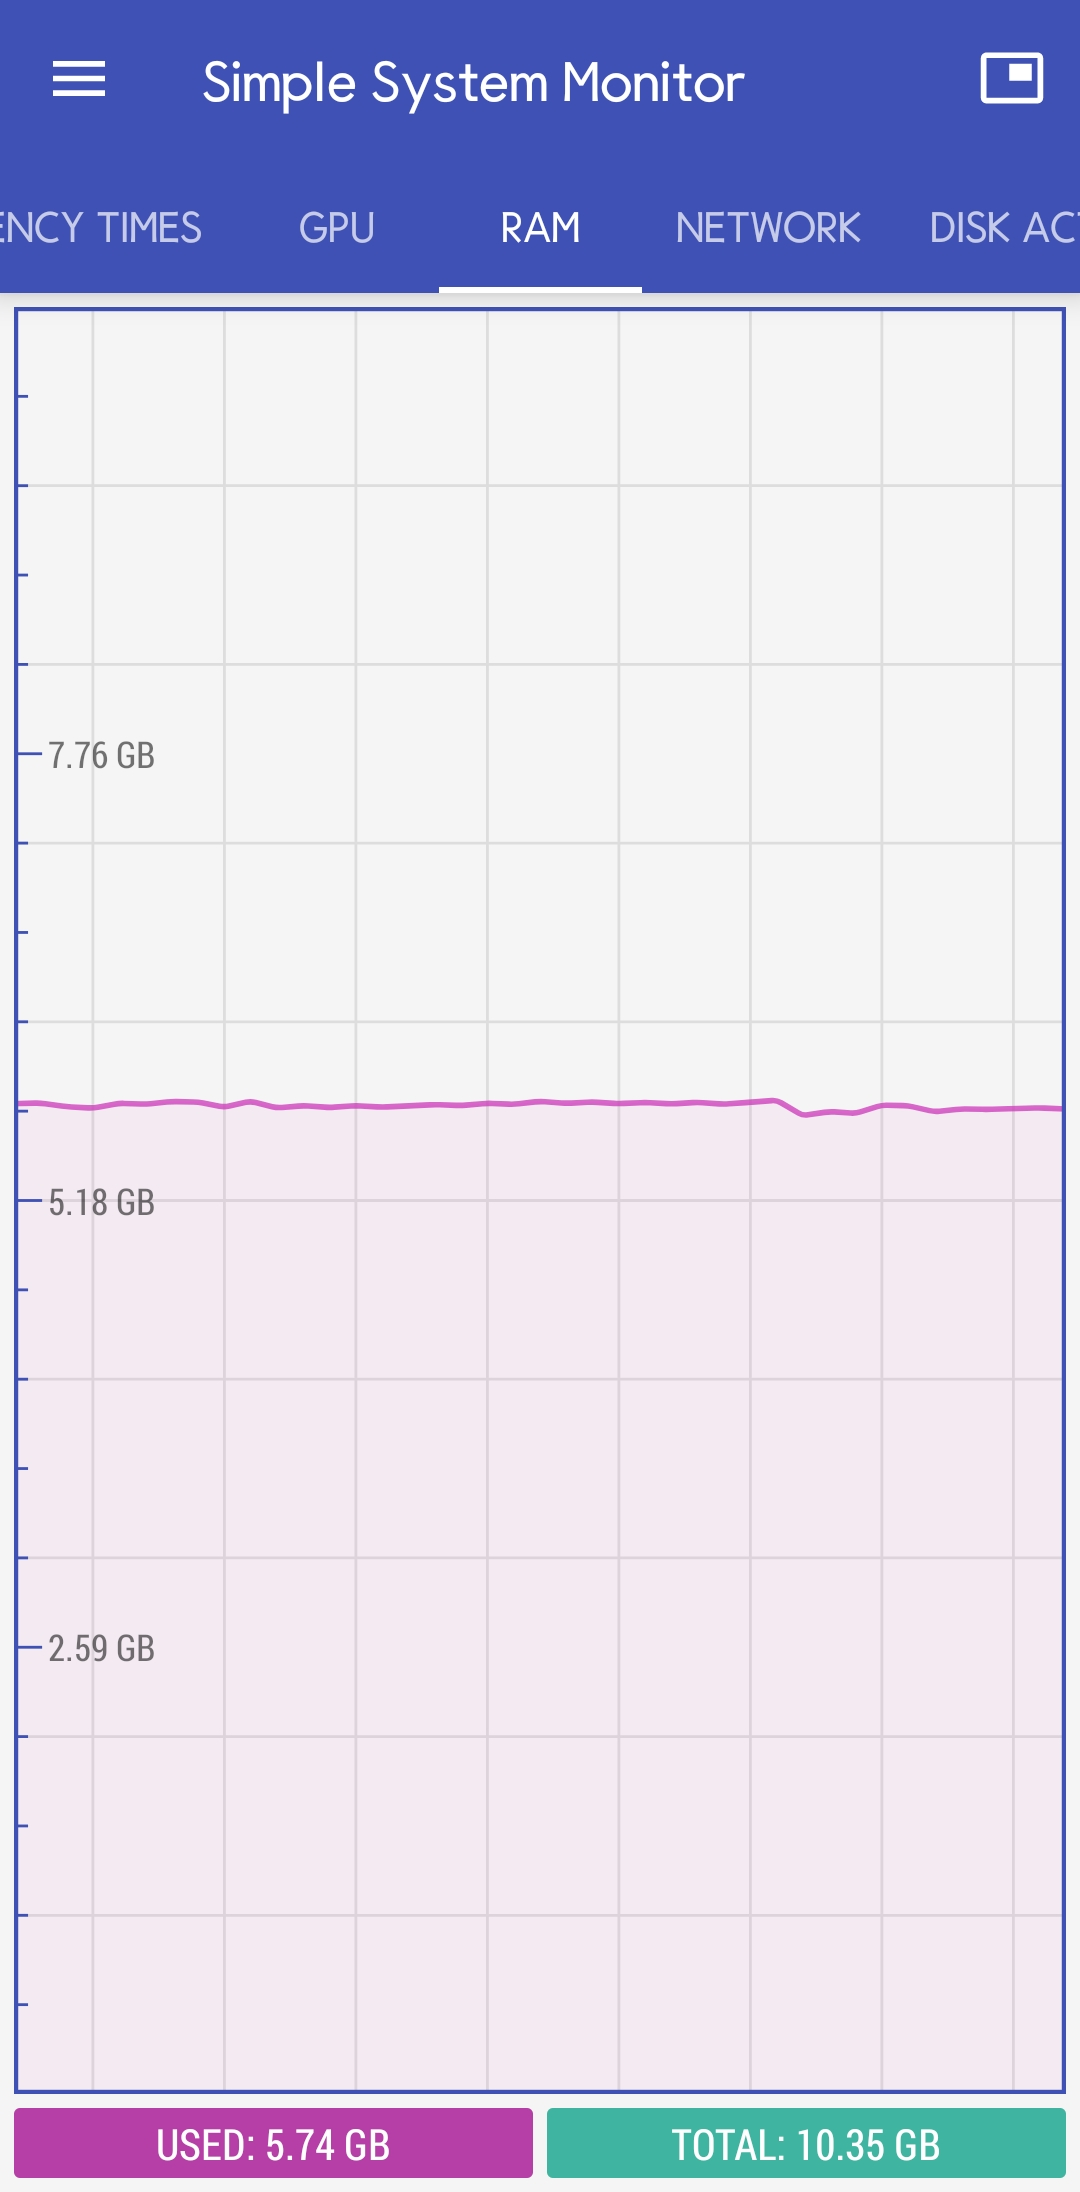 Simple System Monitor
ENCY TIMES GPU RAM NETWORK DISK AC
7.76 GB
5.18 GB
2.59 GB
USED: 5.74 GB TOTAL: 10.35 GB